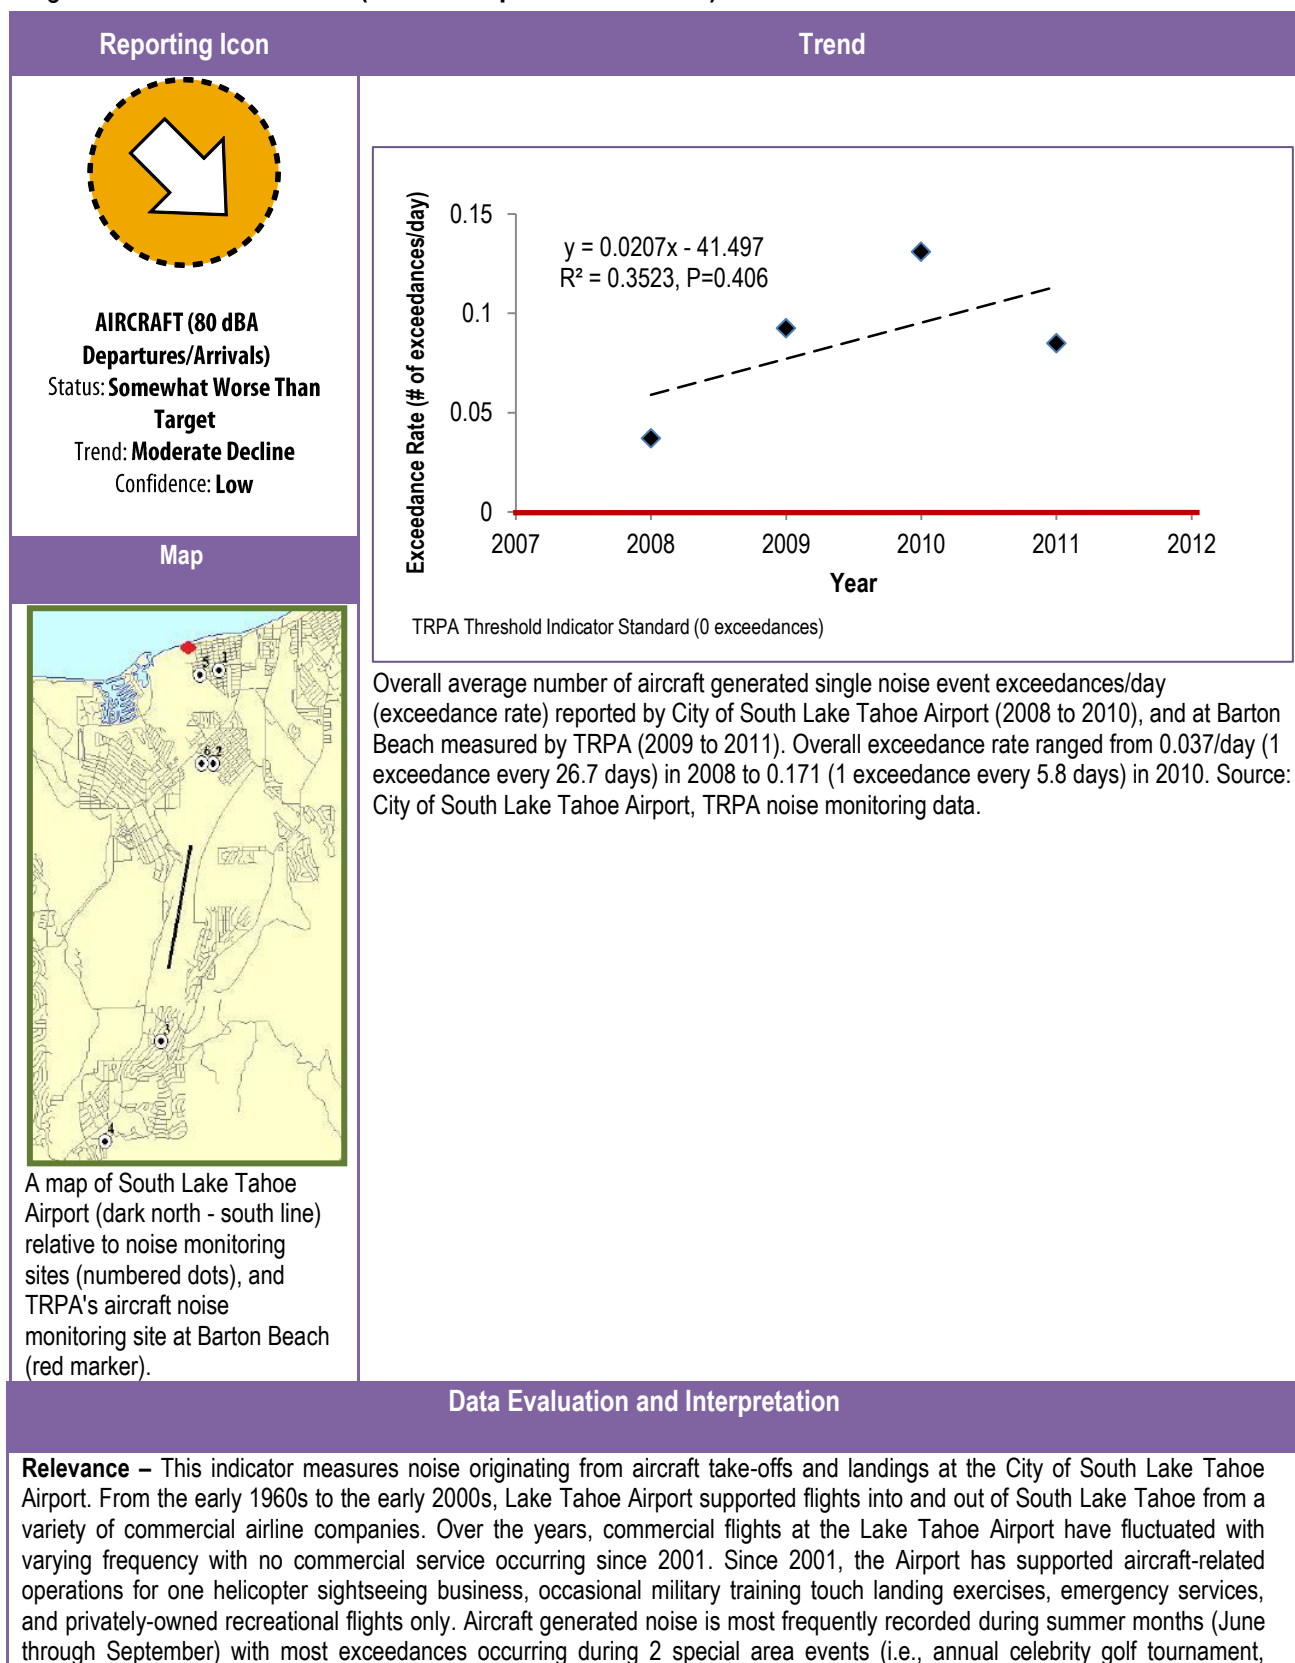 Reporting Icon
Trend
AIRCRAFT (80 dBA
Departures/Arrivals)
Status: Somewhat Worse Than
Target
Trend: Moderate Decline
Confidence: Low
Exceedance Rate (# of exceedances/day)
0.15
0.1
0.05
0
y = 0.0207x - 41.497
R² = 0.3523, P=0.406
2007 2008 2009 2010 2011 2012
Year
TRPA Threshold Indicator Standard (0 exceedances)
Overall average number of aircraft generated single noise event exceedances/day
(exceedance rate) reported by City of South Lake Tahoe Airport (2008 to 2010), and at Barton
Beach measured by TRPA (2009 to 2011). Overall exceedance rate ranged from 0.037/day (1
exceedance every 26.7 days) in 2008 to 0.171 (1 exceedance every 5.8 days) in 2010. Source:
City of South Lake Tahoe Airport, TRPA noise monitoring data.
Map
5 1
6 2
3
4
A map of South Lake Tahoe
Airport (dark north - south line)
relative to noise monitoring
sites (numbered dots), and
TRPA's aircraft noise
monitoring site at Barton Beach
(red marker).
Data Evaluation and Interpretation
Relevance – This indicator measures noise originating from aircraft take-offs and landings at the City of South Lake Tahoe
Airport. From the early 1960s to the early 2000s, Lake Tahoe Airport supported flights into and out of South Lake Tahoe from a
variety of commercial airline companies. Over the years, commercial flights at the Lake Tahoe Airport have fluctuated with
varying frequency with no commercial service occurring since 2001. Since 2001, the Airport has supported aircraft-related
operations for one helicopter sightseeing business, occasional military training touch landing exercises, emergency services,
and privately-owned recreational flights only. Aircraft generated noise is most frequently recorded during summer months (June
through September) with most exceedances occurring during 2 special area events (i.e., annual celebrity golf tournament,